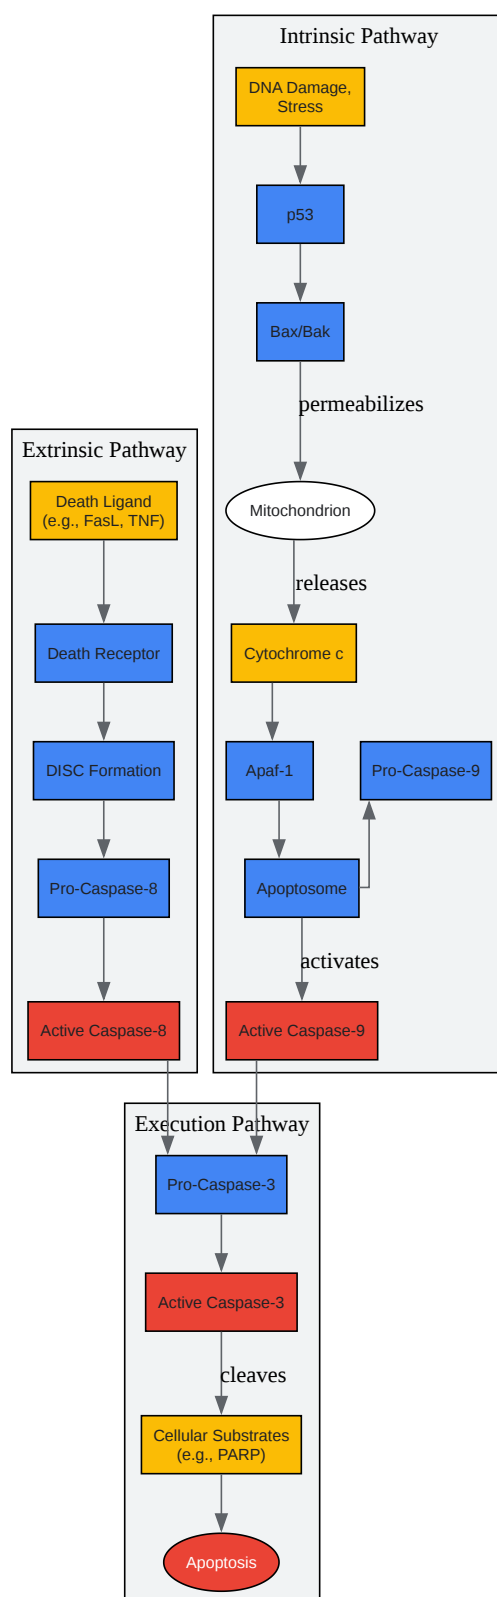 Intrinsic Pathway
DNA Damage,
Stress
p53
Bax/Bak
permeabilizes
Mitochondrion
releases
Cytochrome c
Apaf-1
Pro-Caspase-9
Apoptosome
activates
Active Caspase-9
Extrinsic Pathway
Death Ligand
(e.g., FasL, TNF)
Death Receptor
DISC Formation
Pro-Caspase-8
Active Caspase-8
Execution Pathway
Pro-Caspase-3
Active Caspase-3
cleaves
Cellular Substrates
(e.g., PARP)
Apoptosis